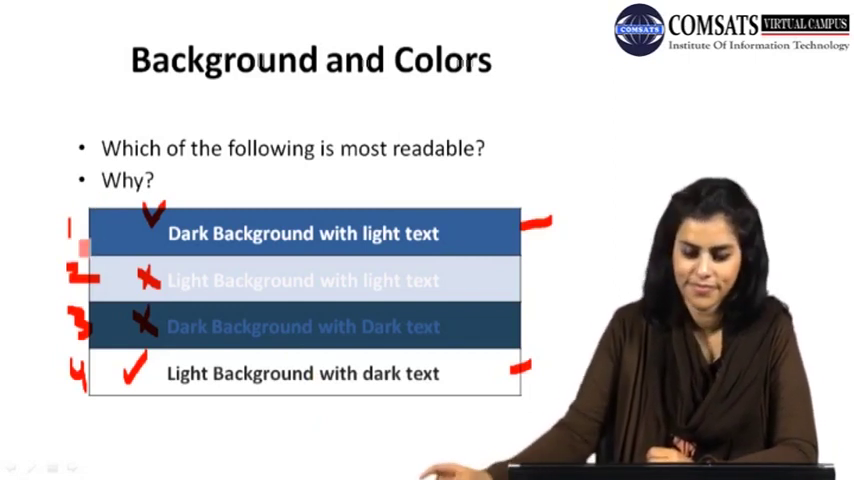 COMSATS VIRTUAL CAMPUS
COMSATS
Institute Of Information Technology
Background and Colors
• Which of the following is most readable?
• Why?
1 Dark Background with light text
2 Light Background with light text
3 Dark Background with Dark text
4 Light Background with dark text